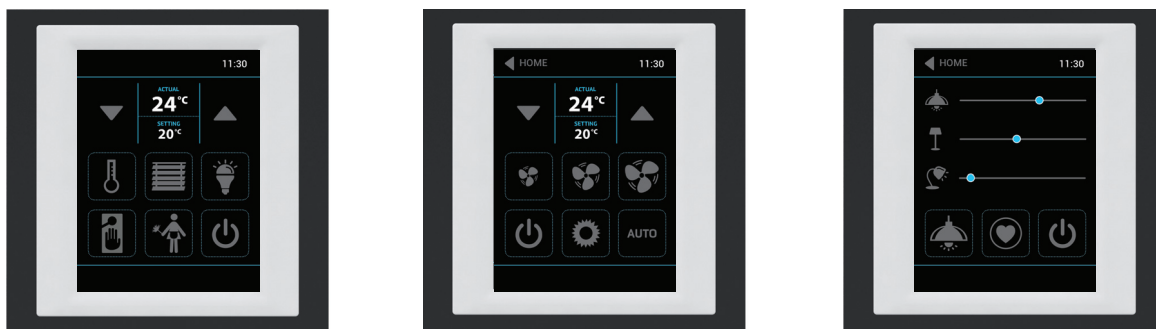 11:30
ACTUAL
24°C
SETTING
20°C
HOME 11:30
ACTUAL
24°C
SETTING
20°C
AUTO
HOME 11:30